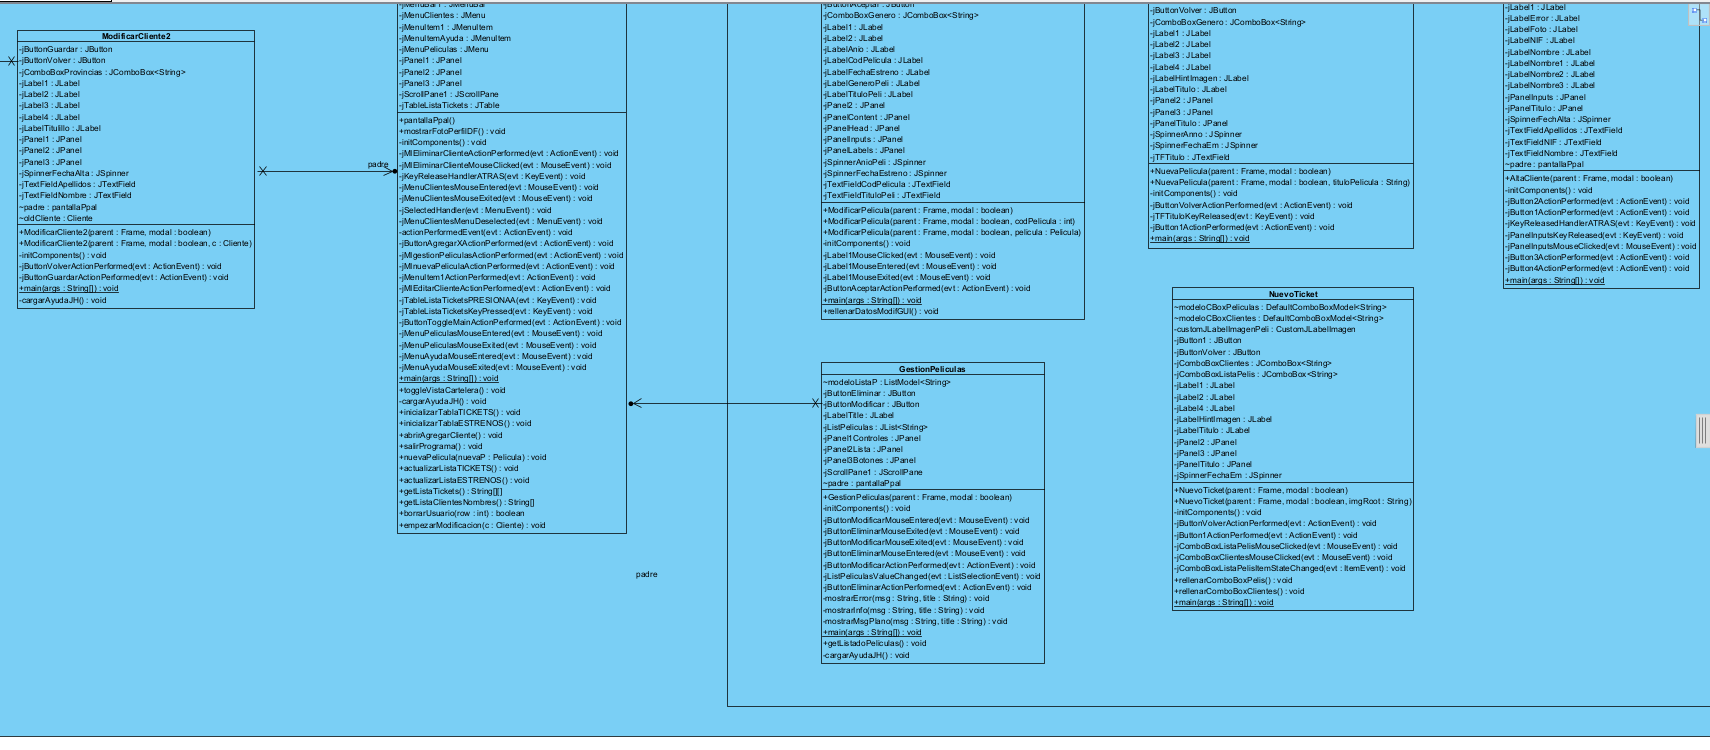 ModificarCliente2
-jButtonGuardar : JButton
-jButtonVolver : JButton
-jComboBoxProvincias : JComboBox<String>
-jLabel1 : JLabel
-jLabel2 : JLabel
-jLabel3 : JLabel
-jLabel4 : JLabel
-jLabelTitulillo : JLabel
-jPanel1 : JPanel
-jPanel2 : JPanel
-jPanel3 : JPanel
-jSpinnerFechaAlta : JSpinner
-jTextFieldApellidos : JTextField
-jTextFieldNombre : JTextField
~padre : pantallaPpal
~oldCliente : Cliente
+ModificarCliente2(parent : Frame, modal : boolean)
+ModificarCliente2(parent : Frame, modal : boolean, c : Cliente)
-initComponents() : void
-jButtonVolverActionPerformed(evt : ActionEvent) : void
-jButtonGuardarActionPerformed(evt : ActionEvent) : void
+main(args : String[]) : void
-cargarAyudaJH() : void
padre
-jMenuBar1 : JMenuBar
-jMenuClientes : JMenu
-jMenuItem1 : JMenuItem
-jMenuItemAyuda : JMenuItem
-jMenuPeliculas : JMenu
-jPanel1 : JPanel
-jPanel2 : JPanel
-jPanel3 : JPanel
-jScrollPane1 : JScrollPane
-jTableListaTickets : JTable
+pantallaPpal()
+mostrarFotoPerfilDF() : void
-initComponents() : void
-jMIEliminarClienteActionPerformed(evt : ActionEvent) : void
-jMIEliminarClienteMouseClicked(evt : MouseEvent) : void
-jKeyReleaseHandlerATRAS(evt : KeyEvent) : void
-jMenuClientesMouseEntered(evt : MouseEvent) : void
-jMenuClientesMouseExited(evt : MouseEvent) : void
-jSelectedHandler(evt : MenuEvent) : void
-jMenuClientesMenuDeselected(evt : MenuEvent) : void
-actionPerformedEvent(evt : ActionEvent) : void
-jButtonAgregarXActionPerformed(evt : ActionEvent) : void
-jMIgestionPeliculasActionPerformed(evt : ActionEvent) : void
-jMInuevaPeliculaActionPerformed(evt : ActionEvent) : void
-jMenuItem1ActionPerformed(evt : ActionEvent) : void
-jMIEditarClienteActionPerformed(evt : ActionEvent) : void
-jTableListaTicketsPRESIONAA(evt : KeyEvent) : void
-jTableListaTicketsKeyPressed(evt : KeyEvent) : void
-jButtonToggleMainActionPerformed(evt : ActionEvent) : void
-jMenuPeliculasMouseEntered(evt : MouseEvent) : void
-jMenuPeliculasMouseExited(evt : MouseEvent) : void
-jMenuAyudaMouseEntered(evt : MouseEvent) : void
-jMenuAyudaMouseExited(evt : MouseEvent) : void
+main(args : String[]) : void
+toggleVistaCartelera() : void
-cargarAyudaJH() : void
+inicializarTablaTICKETS() : void
+inicializarTablaESTRENOS() : void
+abrirAgregarCliente() : void
+salirPrograma() : void
+nuevaPelicula(nuevaP : Pelicula) : void
+actualizarListaTICKETS() : void
+actualizarListaESTRENOS() : void
+getListaTickets() : String[][]
+getListaClientesNombres() : String[]
+borrarUsuario(row : int) : boolean
+empezarModificacion(c : Cliente) : void
padre
-jButtonAceptar : JButton
-jComboBoxGenero : JComboBox<String>
-jLabel1 : JLabel
-jLabel2 : JLabel
-jLabelAnio : JLabel
-jLabelCodPelicula : JLabel
-jLabelFechaEstreno : JLabel
-jLabelGeneroPeli : JLabel
-jLabelTituloPeli : JLabel
-jPanel2 : JPanel
-jPanelContent : JPanel
-jPanelHead : JPanel
-jPanelInputs : JPanel
-jPanelLabels : JPanel
-jSpinnerAnioPeli : JSpinner
-jSpinnerFechaEstreno : JSpinner
-jTextFieldCodPelicula : JTextField
-jTextFieldTituloPeli : JTextField
+ModificarPelicula(parent : Frame, modal : boolean)
+ModificarPelicula(parent : Frame, modal : boolean, codPelicula : int)
+ModificarPelicula(parent : Frame, modal : boolean, pelicula : Pelicula)
-initComponents() : void
-jLabel1MouseClicked(evt : MouseEvent) : void
-jLabel1MouseEntered(evt : MouseEvent) : void
-jLabel1MouseExited(evt : MouseEvent) : void
-jButtonAceptarActionPerformed(evt : ActionEvent) : void
+main(args : String[]) : void
+rellenarDatosModifGUI() : void
GestionPeliculas
~modeloListaP : ListModel<String>
-jButtonEliminar : JButton
-jButtonModificar : JButton
-jLabelTitle : JLabel
-jListPeliculas : JList<String>
-jPanel1Controles : JPanel
-jPanel2Lista : JPanel
-jPanel3Botones : JPanel
-jScrollPane1 : JScrollPane
~padre : pantallaPpal
+GestionPeliculas(parent : Frame, modal : boolean)
-initComponents() : void
-jButtonModificarMouseEntered(evt : MouseEvent) : void
-jButtonEliminarMouseExited(evt : MouseEvent) : void
-jButtonModificarMouseExited(evt : MouseEvent) : void
-jButtonEliminarMouseEntered(evt : MouseEvent) : void
-jButtonModificarActionPerformed(evt : ActionEvent) : void
-jListPeliculasValueChanged(evt : ListSelectionEvent) : void
-jButtonEliminarActionPerformed(evt : ActionEvent) : void
-mostrarError(msg : String, title : String) : void
-mostrarInfo(msg : String, title : String) : void
-mostrarMsgPlano(msg : String, title : String) : void
+main(args : String[]) : void
+getListadoPeliculas() : void
-cargarAyudaJH() : void
-jButtonVolver : JButton
-jComboBoxGenero : JComboBox<String>
-jLabel1 : JLabel
-jLabel2 : JLabel
-jLabel3 : JLabel
-jLabel4 : JLabel
-jLabelHintImagen : JLabel
-jLabelTitulo : JLabel
-jPanel2 : JPanel
-jPanel3 : JPanel
-jPanelTitulo : JPanel
-jSpinnerAnno : JSpinner
-jSpinnerFechaEm : JSpinner
-jTFTitulo : JTextField
+NuevaPelicula(parent : Frame, modal : boolean)
+NuevaPelicula(parent : Frame, modal : boolean, tituloPelicula : String)
-initComponents() : void
-jButtonVolverActionPerformed(evt : ActionEvent) : void
-jTFTituloKeyReleased(evt : KeyEvent) : void
-jButton1ActionPerformed(evt : ActionEvent) : void
+main(args : String[]) : void
NuevoTicket
~modeloCBoxPeliculas : DefaultComboBoxModel<String>
~modeloCBoxClientes : DefaultComboBoxModel<String>
-customJLabelImagenPeli : CustomJLabelImagen
-jButton1 : JButton
-jButtonVolver : JButton
-jComboBoxClientes : JComboBox<String>
-jComboBoxListaPelis : JComboBox<String>
-jLabel1 : JLabel
-jLabel2 : JLabel
-jLabel4 : JLabel
-jLabelHintImagen : JLabel
-jLabelTitulo : JLabel
-jPanel2 : JPanel
-jPanel3 : JPanel
-jPanelTitulo : JPanel
-jSpinnerFechaEm : JSpinner
+NuevoTicket(parent : Frame, modal : boolean)
+NuevoTicket(parent : Frame, modal : boolean, imgRoot : String)
-initComponents() : void
-jButtonVolverActionPerformed(evt : ActionEvent) : void
-jButton1ActionPerformed(evt : ActionEvent) : void
-jComboBoxListaPelisMouseClicked(evt : MouseEvent) : void
-jComboBoxClientesMouseClicked(evt : MouseEvent) : void
-jComboBoxListaPelisItemStateChanged(evt : ItemEvent) : void
+rellenarComboBoxPelis() : void
+rellenarComboBoxClientes() : void
+main(args : String[]) : void
-jLabel1 : JLabel
-jLabelError : JLabel
-jLabelFoto : JLabel
-jLabelNIF : JLabel
-jLabelNombre : JLabel
-jLabelNombre1 : JLabel
-jLabelNombre2 : JLabel
-jLabelNombre3 : JLabel
-jPanelInputs : JPanel
-jPanelTitulo : JPanel
-jSpinnerFechAlta : JSpinner
-jTextFieldApellidos : JTextField
-jTextFieldNIF : JTextField
-jTextFieldNombre : JTextField
~padre : pantallaPpal
+AltaCliente(parent : Frame, modal : boolean)
-initComponents() : void
-jButton2ActionPerformed(evt : ActionEvent) : void
-jButton1ActionPerformed(evt : ActionEvent) : void
-jKeyReleasedHandlerATRAS(evt : KeyEvent) : void
-jPanelInputsKeyReleased(evt : KeyEvent) : void
-jPanelInputsMouseClicked(evt : MouseEvent) : void
-jButton3ActionPerformed(evt : ActionEvent) : void
-jButton4ActionPerformed(evt : ActionEvent) : void
+main(args : String[]) : void